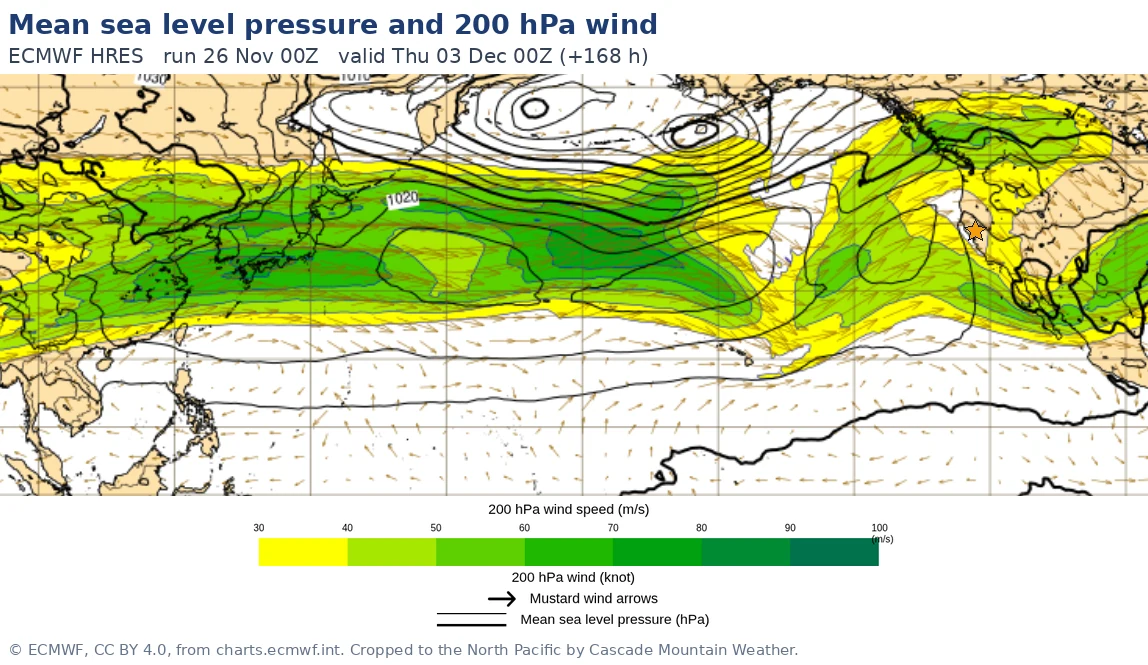 Mean sea level pressure and 200 hPa wind
ECMWF HRES run 26 Nov 00Z valid Thu 03 Dec 00Z (+168 h)
1030
1010
1020
200 hPa wind speed (m/s)
30 40 50 60 70 80 90 100
(m/s)
200 hPa wind (knot)
Mustard wind arrows
Mean sea level pressure (hPa)
© ECMWF, CC BY 4.0, from charts.ecmwf.int. Cropped to the North Pacific by Cascade Mountain Weather.